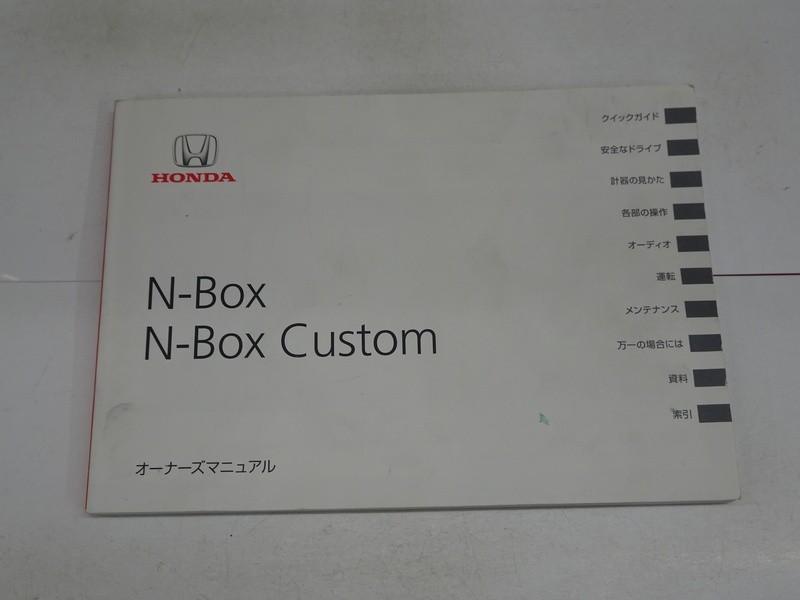 HONDA
N-Box
N-Box Custom
オーナーズマニュアル
クイックガイド
安全なドライブ
計器の見かた
各部の操作
オーディオ
運転
メンテナンス
万一の場合には
資料
索引